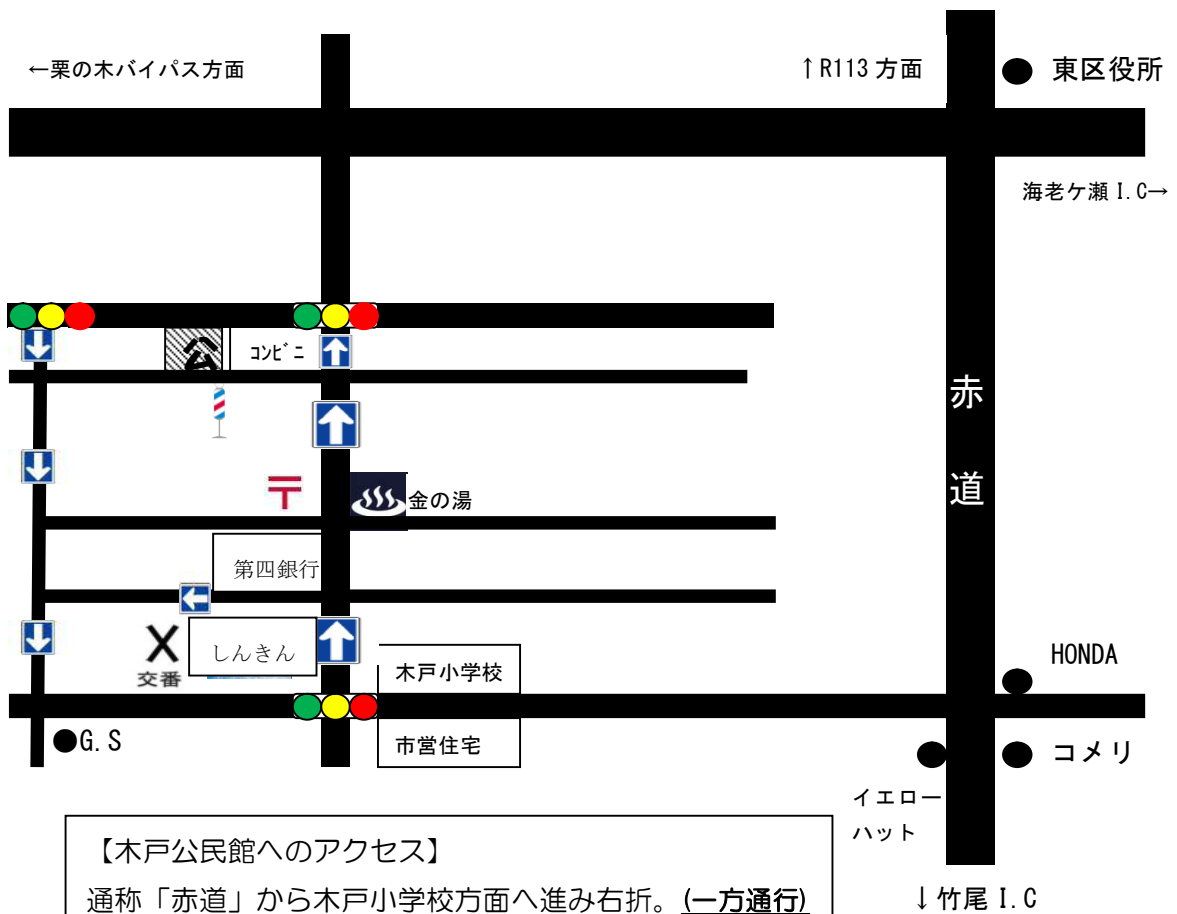 ←栗の木バイパス方面
↑R113 方面
東区役所
海老ケ瀬 I.C→
公
ｺﾝﾋﾞﾆ
赤
道
〒
金の湯
第四銀行
しんきん
X
交番
木戸小学校
HONDA
●G.S
市営住宅
コメリ
イエロー
ハット
【木戸公民館へのアクセス】
通称「赤道」から木戸小学校方面へ進み右折。(一方通行)
↓竹尾 I.C